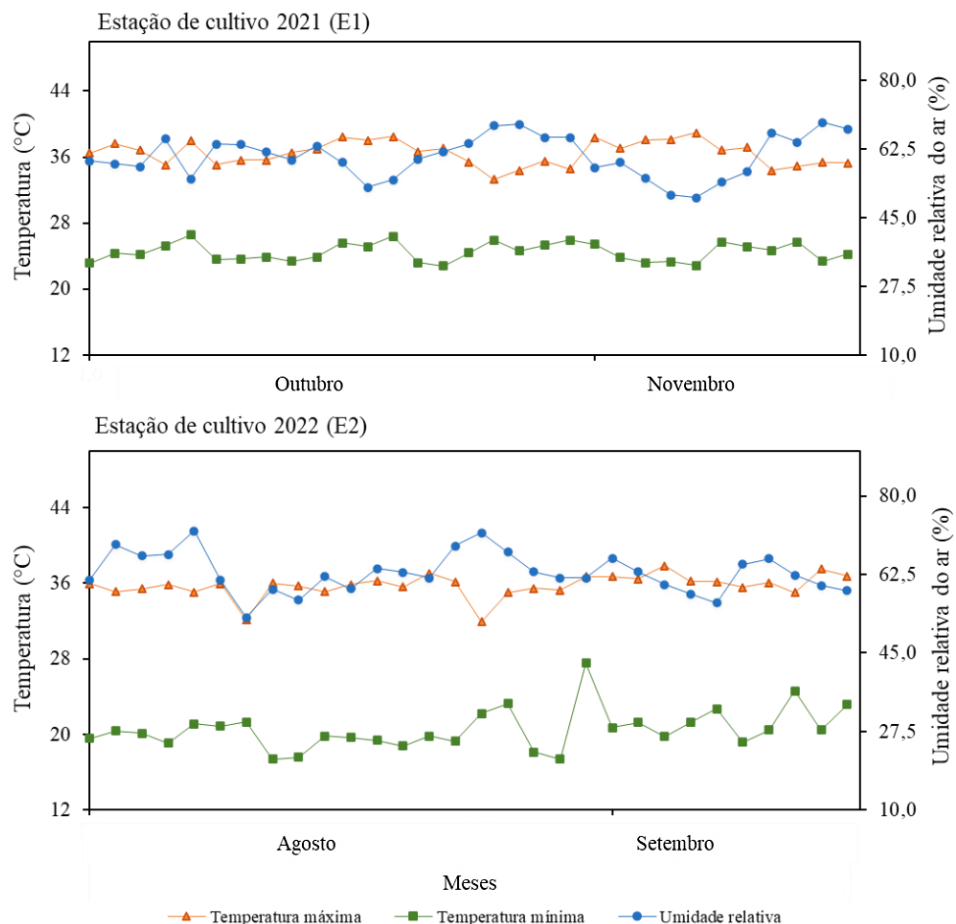 Estação de cultivo 2021 (E1)
Temperatura (°C)
44
36
28
20
12
80,0
62,5
45,0
27,5
10,0
Umidade relativa do ar (%)
Outubro
Novembro
Estação de cultivo 2022 (E2)
Temperatura (°C)
44
36
28
20
12
80,0
62,5
45,0
27,5
10,0
Umidade relativa do ar (%)
Agosto
Setembro
Meses
Temperatura máxima
Temperatura mínima
Umidade relativa